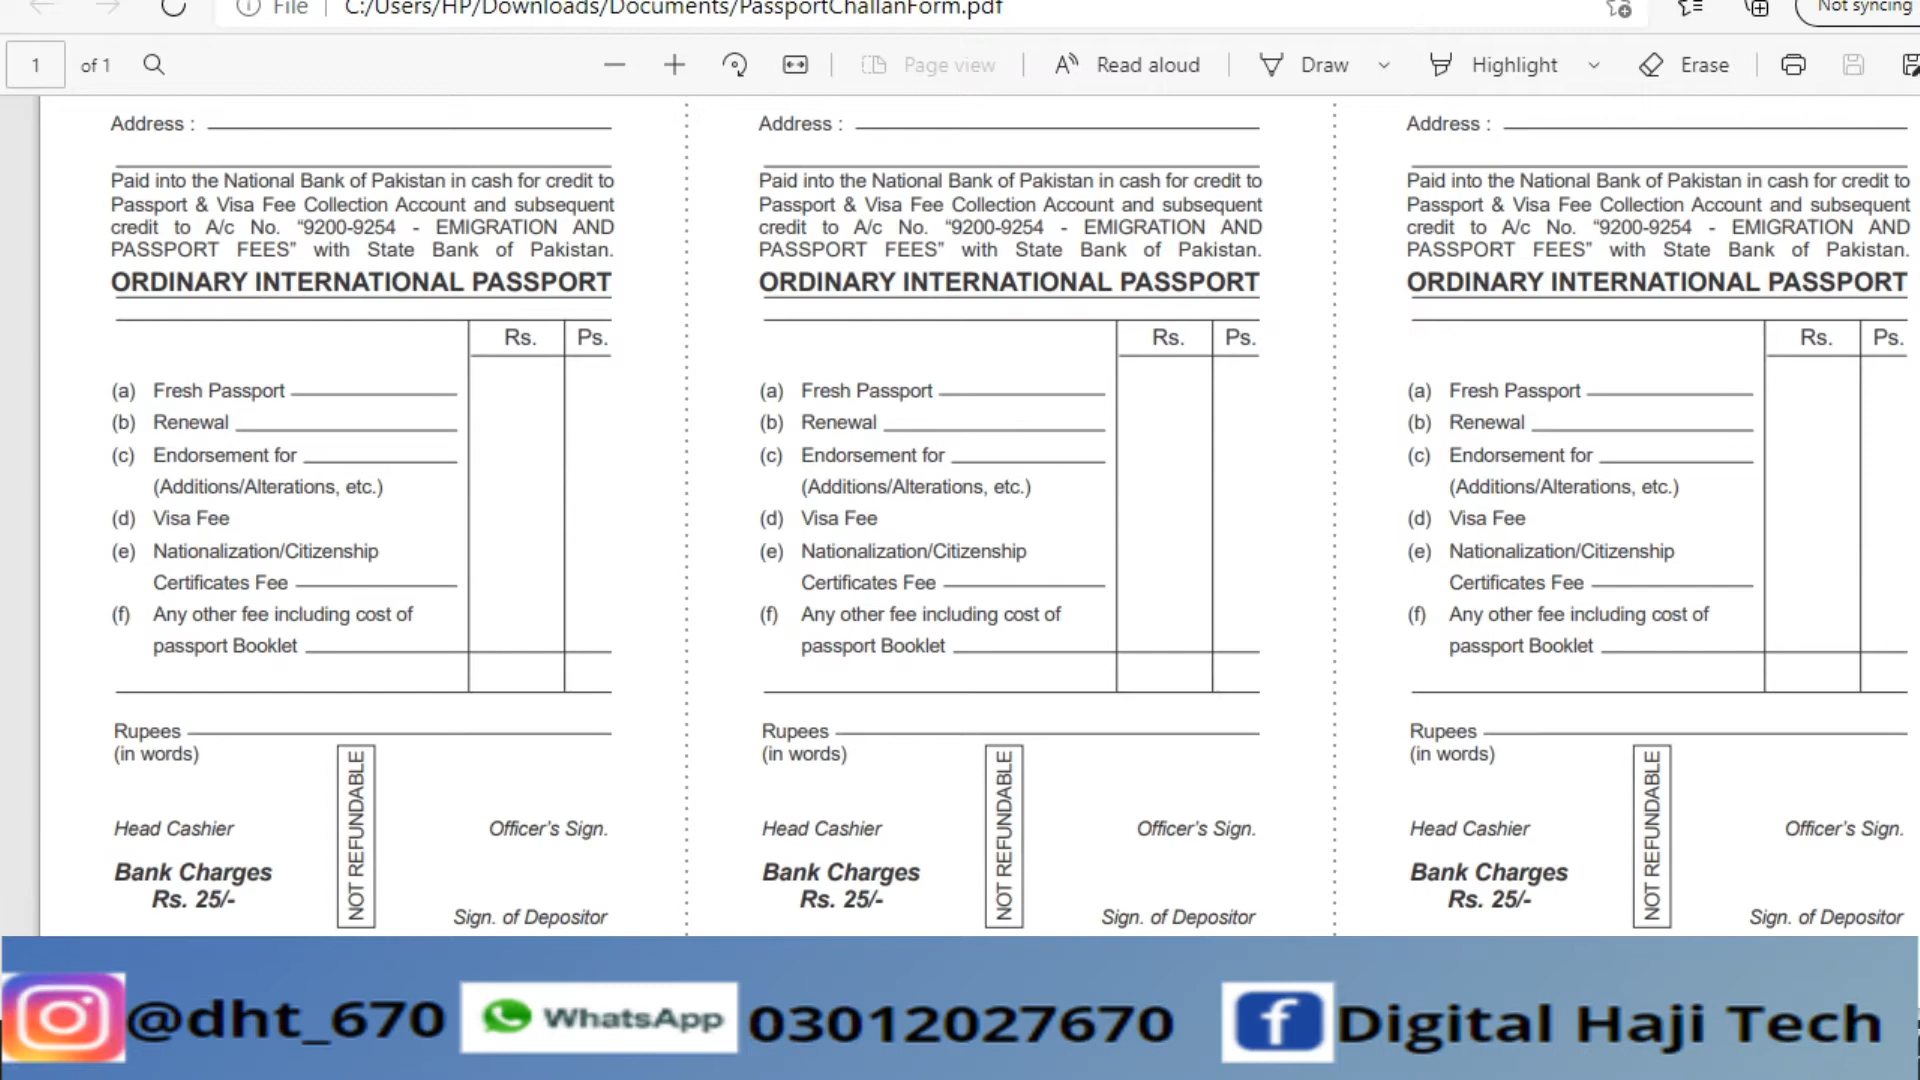 File
C:/Users/HP/Downloads/Documents/PassportChallanForm.pdf
Not syncing
1 of 1
Page view
Read aloud
Draw
Highlight
Erase
Address :
Paid into the National Bank of Pakistan in cash for credit to
Passport & Visa Fee Collection Account and subsequent
credit to A/c No. “9200-9254 - EMIGRATION AND
PASSPORT FEES” with State Bank of Pakistan.
ORDINARY INTERNATIONAL PASSPORT
Rs. Ps.
(a) Fresh Passport
(b) Renewal
(c) Endorsement for
(Additions/Alterations, etc.)
(d) Visa Fee
(e) Nationalization/Citizenship
Certificates Fee
(f) Any other fee including cost of
passport Booklet
Rupees
(in words)
NOT REFUNDABLE
Head Cashier
Officer’s Sign.
Bank Charges
Rs. 25/-
Sign. of Depositor
Address :
Paid into the National Bank of Pakistan in cash for credit to
Passport & Visa Fee Collection Account and subsequent
credit to A/c No. “9200-9254 - EMIGRATION AND
PASSPORT FEES” with State Bank of Pakistan.
ORDINARY INTERNATIONAL PASSPORT
Rs. Ps.
(a) Fresh Passport
(b) Renewal
(c) Endorsement for
(Additions/Alterations, etc.)
(d) Visa Fee
(e) Nationalization/Citizenship
Certificates Fee
(f) Any other fee including cost of
passport Booklet
Rupees
(in words)
NOT REFUNDABLE
Head Cashier
Officer’s Sign.
Bank Charges
Rs. 25/-
Sign. of Depositor
Address :
Paid into the National Bank of Pakistan in cash for credit to
Passport & Visa Fee Collection Account and subsequent
credit to A/c No. “9200-9254 - EMIGRATION AND
PASSPORT FEES” with State Bank of Pakistan.
ORDINARY INTERNATIONAL PASSPORT
Rs. Ps.
(a) Fresh Passport
(b) Renewal
(c) Endorsement for
(Additions/Alterations, etc.)
(d) Visa Fee
(e) Nationalization/Citizenship
Certificates Fee
(f) Any other fee including cost of
passport Booklet
Rupees
(in words)
NOT REFUNDABLE
Head Cashier
Officer’s Sign.
Bank Charges
Rs. 25/-
Sign. of Depositor
@dht_670 WhatsApp 03012027670 f Digital Haji Tech